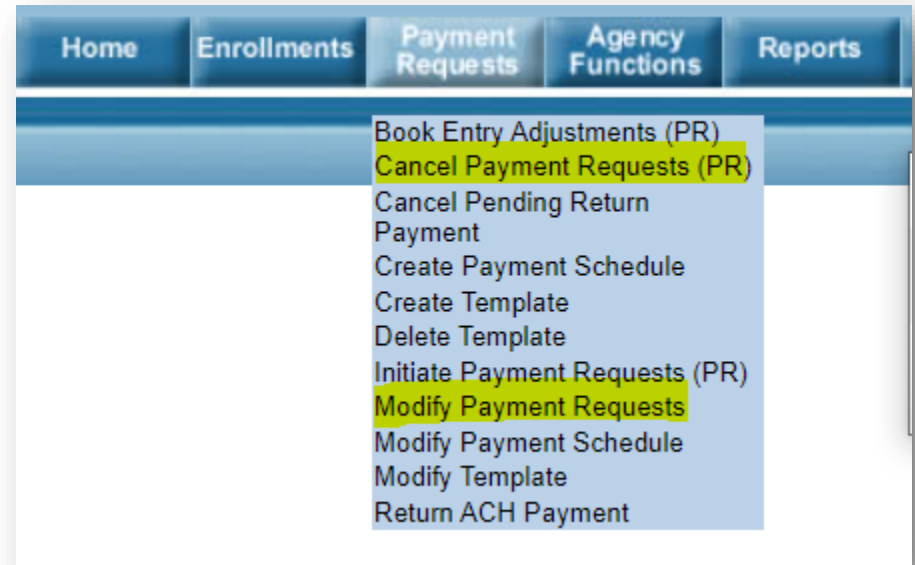 Home
Enrollments
Payment
Requests
Agency
Functions
Reports
Book Entry Adjustments (PR)
Cancel Payment Requests (PR)
Cancel Pending Return
Payment
Create Payment Schedule
Create Template
Delete Template
Initiate Payment Requests (PR)
Modify Payment Requests
Modify Payment Schedule
Modify Template
Return ACH Payment